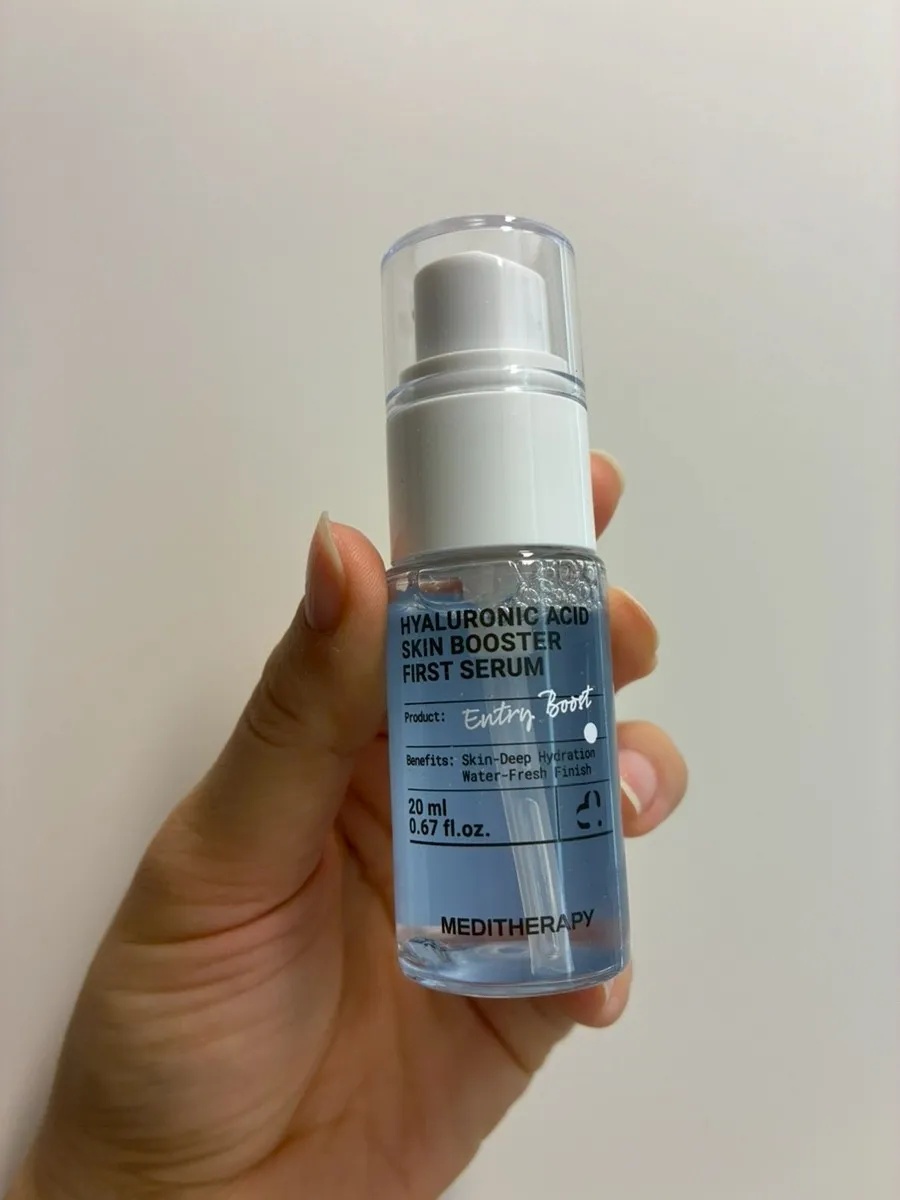 HYALURONIC ACID
SKIN BOOSTER
FIRST SERUM
Product: Entry Boost
Benefits: Skin-Deep Hydration
Water-Fresh Finish
20 ml
0.67 fl.oz.
MEDITHERAPY